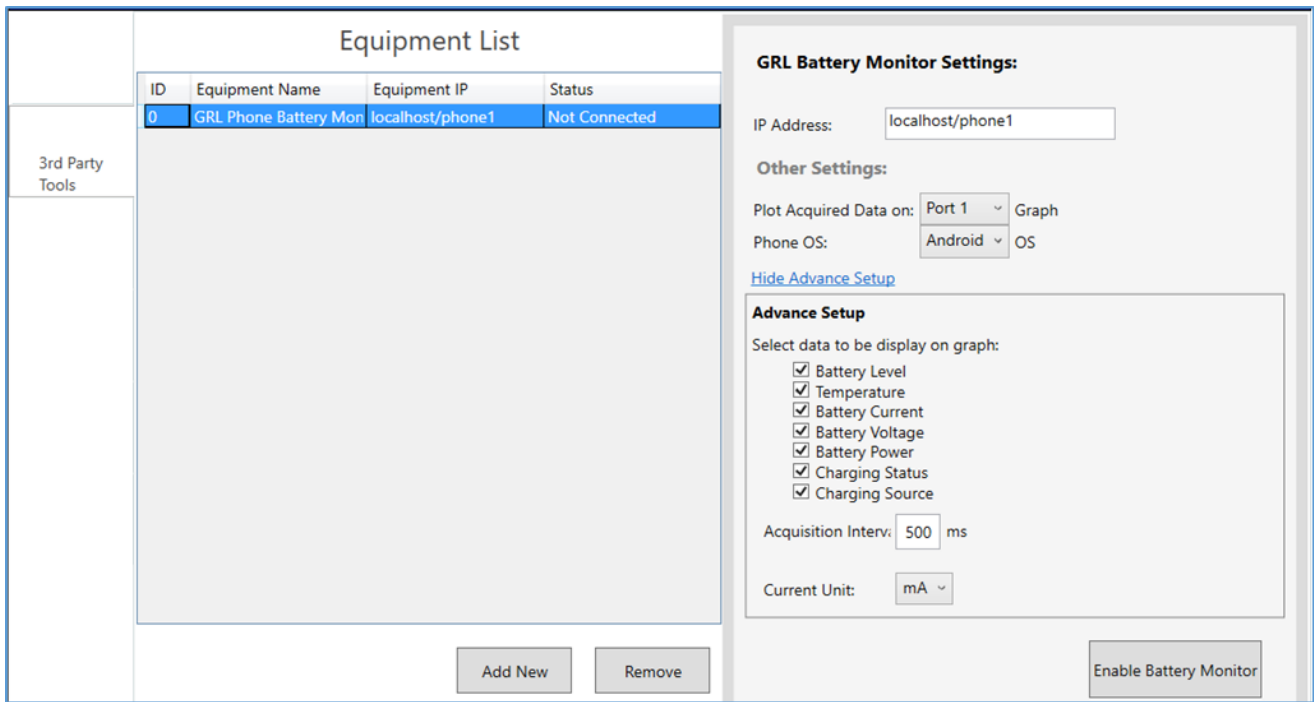 Equipment List
ID Equipment Name Equipment IP Status
0 GRL Phone Battery Mon localhost/phone1 Not Connected
3rd Party
Tools
Add New Remove
GRL Battery Monitor Settings:
IP Address: localhost/phone1
Other Settings:
Plot Acquired Data on: Port 1 Graph
Phone OS: Android OS
Hide Advance Setup
Advance Setup
Select data to be display on graph:
Battery Level
Temperature
Battery Current
Battery Voltage
Battery Power
Charging Status
Charging Source
Acquisition Interva 500 ms
Current Unit: mA
Enable Battery Monitor